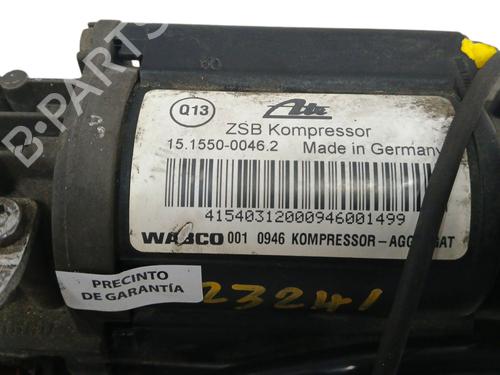 B-PARTS
Q13 Ate
ZSB Kompressor
15.1550-0046.2 Made in Germany
41540312000946001499
WABCO 001 0946 KOMPRESSOR-AGGREGAT
PRECINTO
DE GARANTÍA
23241